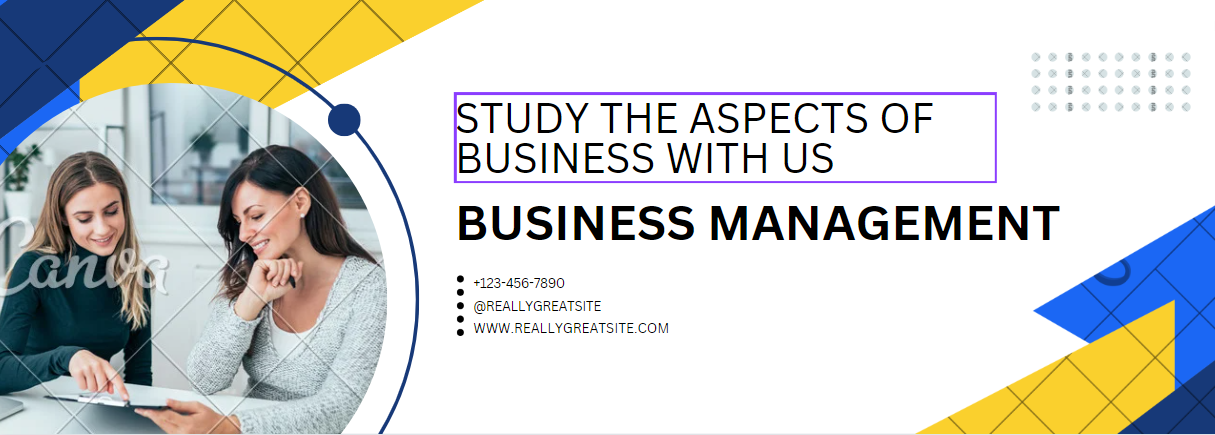 STUDY THE ASPECTS OF
BUSINESS WITH US
BUSINESS MANAGEMENT
+123-456-7890
@REALLYGREATSITE
WWW.REALLYGREATSITE.COM
Canva